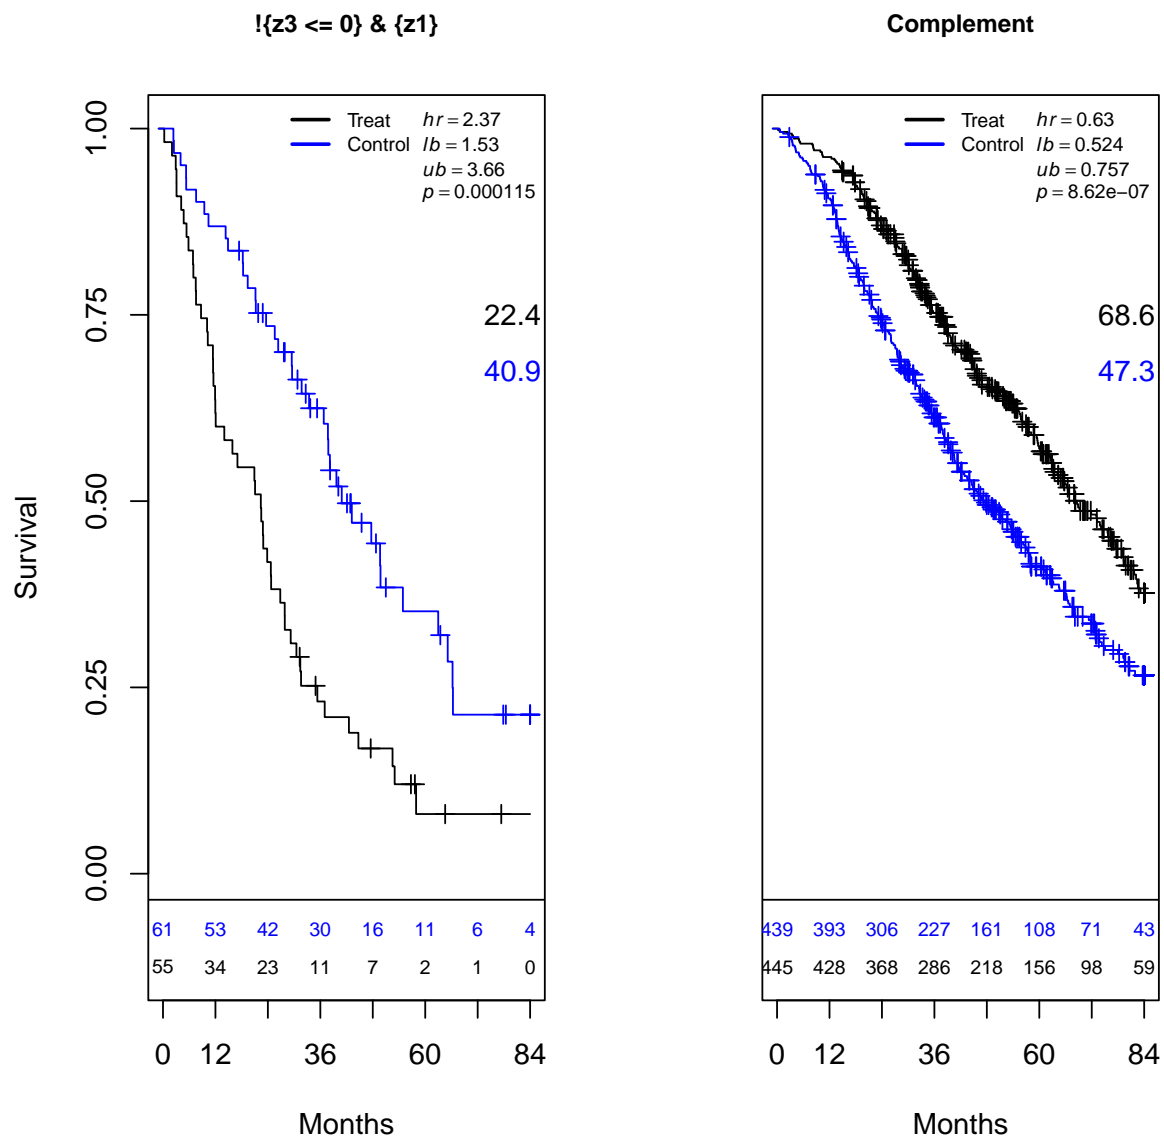 !{z3 <= 0} & {z1}
Survival
1.00
0.75
0.50
0.25
0.00
Treat hr = 2.37
Control lb = 1.53
ub = 3.66
p = 0.000115
22.4
40.9
61 53 42 30 16 11 6 4
55 34 23 11 7 2 1 0
0 12 36 60 84
Months
Complement
Treat hr = 0.63
Control lb = 0.524
ub = 0.757
p = 8.62e−07
68.6
47.3
439 393 306 227 161 108 71 43
445 428 368 286 218 156 98 59
0 12 36 60 84
Months